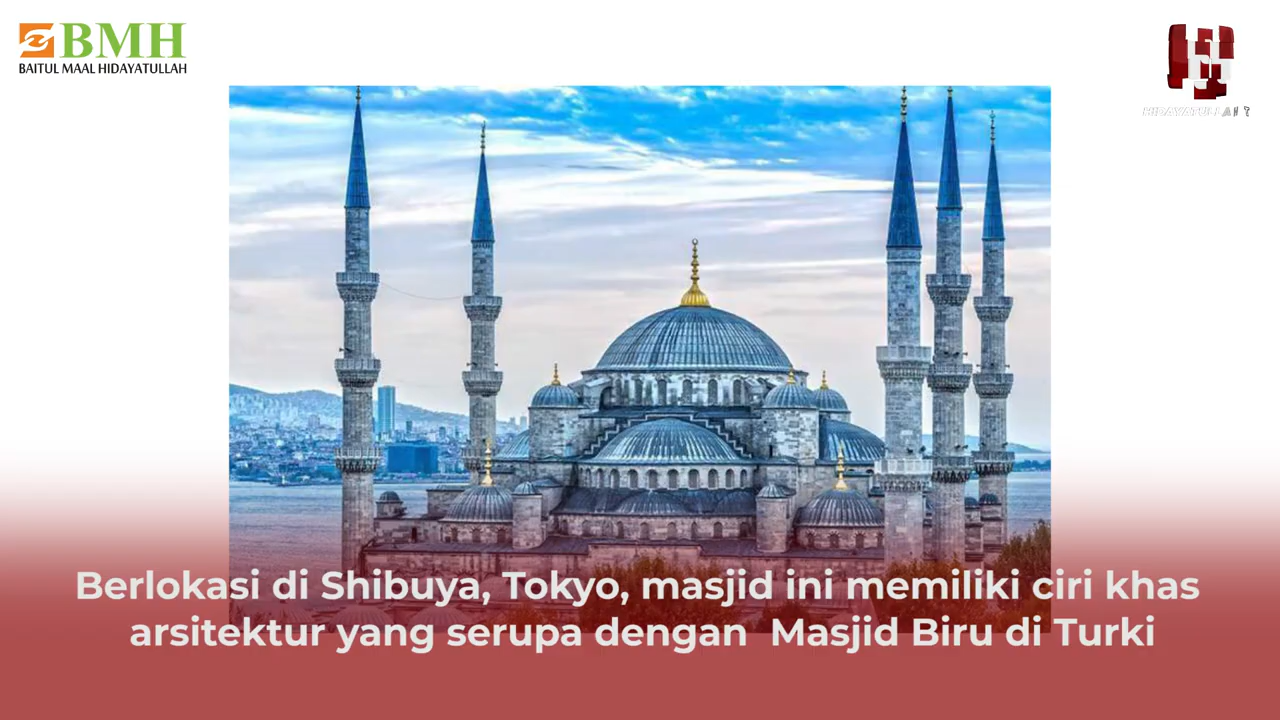 BMH
BAITUL MAAL HIDAYATULLAH
Berlokasi di Shibuya, Tokyo, masjid ini memiliki ciri khas
arsitektur yang serupa dengan Masjid Biru di Turki